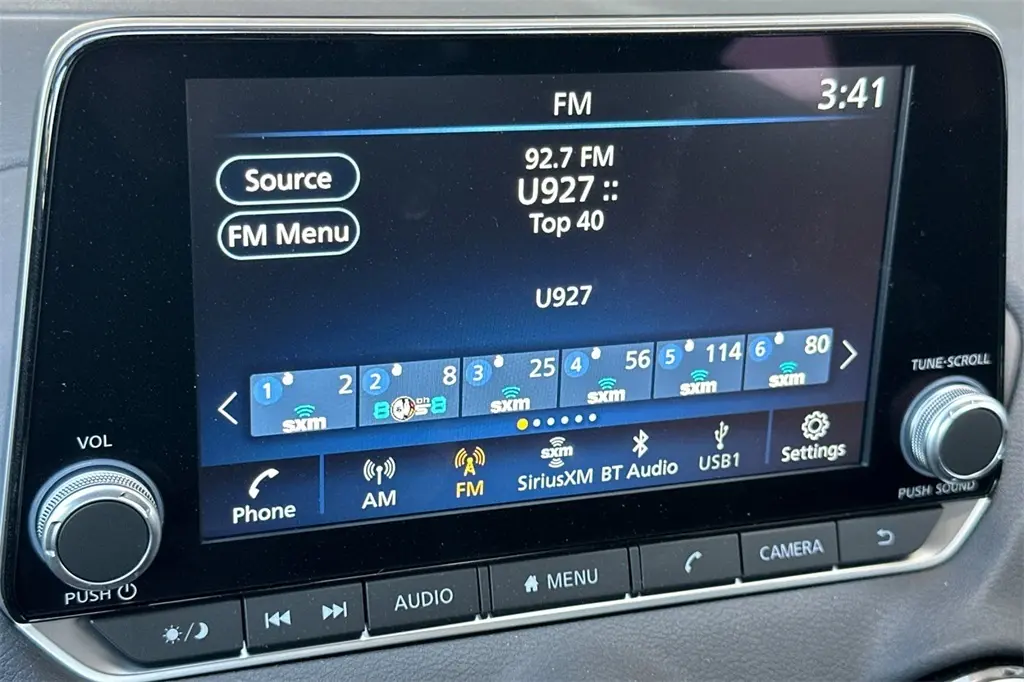 FM
3:41
92.7 FM
U927 ::
Top 40
Source
FM Menu
U927
1 2
sxm
2 8
3 25
sxm
4 56
sxm
5 114
sxm
6 80
sxm
Phone
AM
FM
sxm
SiriusXM
BT Audio
USB1
Settings
VOL
PUSH
TUNE·SCROLL
PUSH SOUND
AUDIO
MENU
CAMERA